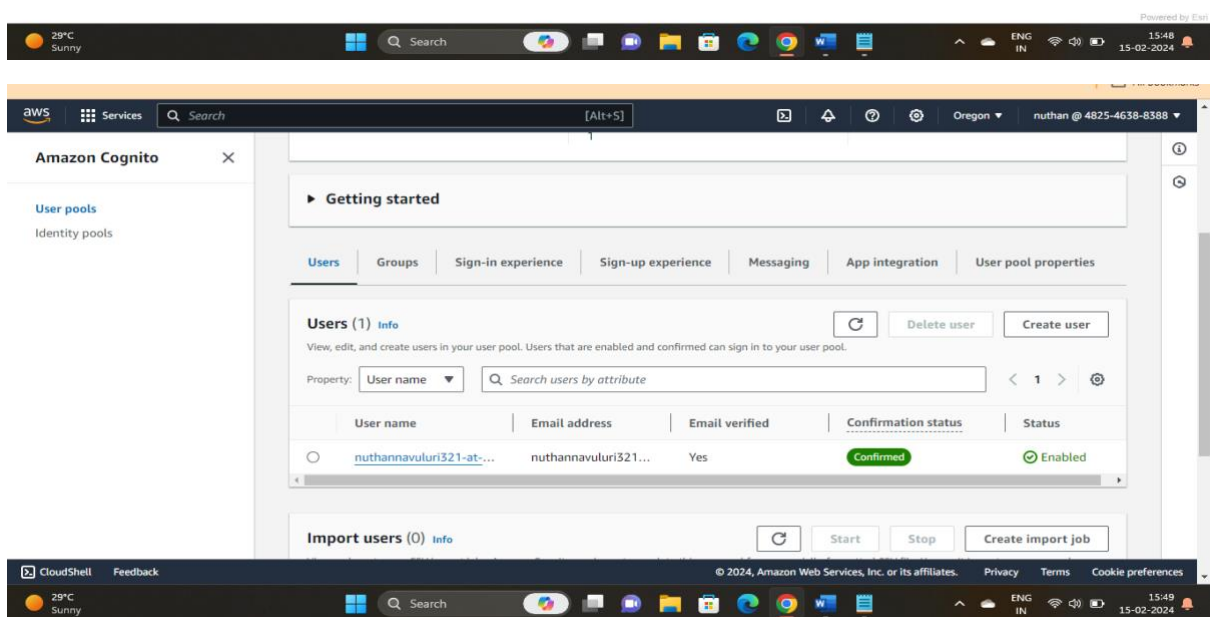 Powered by Esri
29°C
Sunny
Search
ENG
IN
15:48
15-02-2024
aws
Services
Search
[Alt+S]
Oregon
nuthan @ 4825-4638-8388
Amazon Cognito
User pools
Identity pools
Getting started
Users Groups Sign-in experience Sign-up experience Messaging App integration User pool properties
Users (1) Info
Delete user
Create user
View, edit, and create users in your user pool. Users that are enabled and confirmed can sign in to your user pool.
Property: User name
Search users by attribute
1
User name Email address Email verified Confirmation status Status
nuthannavuluri321-at-... nuthannavuluri321... Yes Confirmed Enabled
Import users (0) Info
Start
Stop
Create import job
CloudShell Feedback © 2024, Amazon Web Services, Inc. or its affiliates. Privacy Terms Cookie preferences
29°C
Sunny
Search
ENG
IN
15:49
15-02-2024